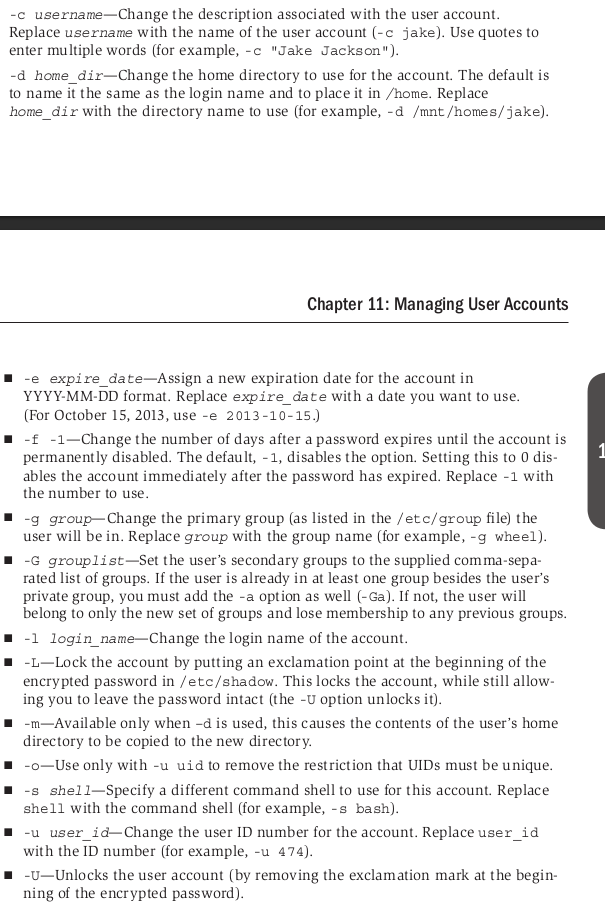 -c username—Change the description associated with the user account.
Replace username with the name of the user account (-c jake). Use quotes to
enter multiple words (for example, -c "Jake Jackson").
-d home_dir—Change the home directory to use for the account. The default is
to name it the same as the login name and to place it in /home. Replace
home_dir with the directory name to use (for example, -d /mnt/homes/jake).
Chapter 11: Managing User Accounts
■ -e expire_date—Assign a new expiration date for the account in
YYYY-MM-DD format. Replace expire_date with a date you want to use.
(For October 15, 2013, use -e 2013-10-15.)
■ -f -1—Change the number of days after a password expires until the account is
permanently disabled. The default, -1, disables the option. Setting this to 0 dis-
ables the account immediately after the password has expired. Replace -1 with
the number to use.
■ -g group—Change the primary group (as listed in the /etc/group file) the
user will be in. Replace group with the group name (for example, -g wheel).
■ -G grouplist—Set the user's secondary groups to the supplied comma-sepa-
rated list of groups. If the user is already in at least one group besides the user's
private group, you must add the -a option as well (-Ga). If not, the user will
belong to only the new set of groups and lose membership to any previous groups.
■ -l login_name—Change the login name of the account.
■ -L—Lock the account by putting an exclamation point at the beginning of the
encrypted password in /etc/shadow. This locks the account, while still allow-
ing you to leave the password intact (the -U option unlocks it).
■ -m—Available only when –d is used, this causes the contents of the user's home
directory to be copied to the new directory.
■ -o—Use only with -u uid to remove the restriction that UIDs must be unique.
■ -s shell—Specify a different command shell to use for this account. Replace
shell with the command shell (for example, -s bash).
■ -u user_id—Change the user ID number for the account. Replace user_id
with the ID number (for example, -u 474).
■ -U—Unlocks the user account (by removing the exclamation mark at the begin-
ning of the encrypted password).